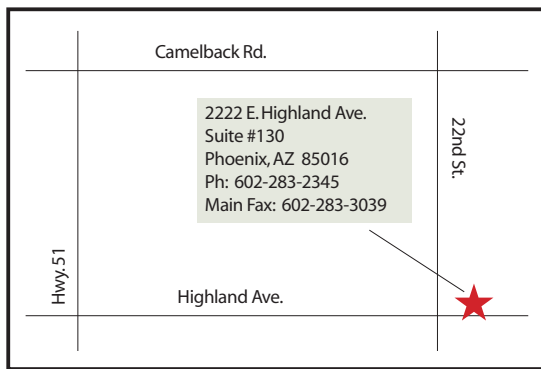 Camelback Rd.
2222 E. Highland Ave.
Suite #130
Phoenix, AZ 85016
Ph: 602-283-2345
Main Fax: 602-283-3039
22nd St.
Hwy. 51
Highland Ave.